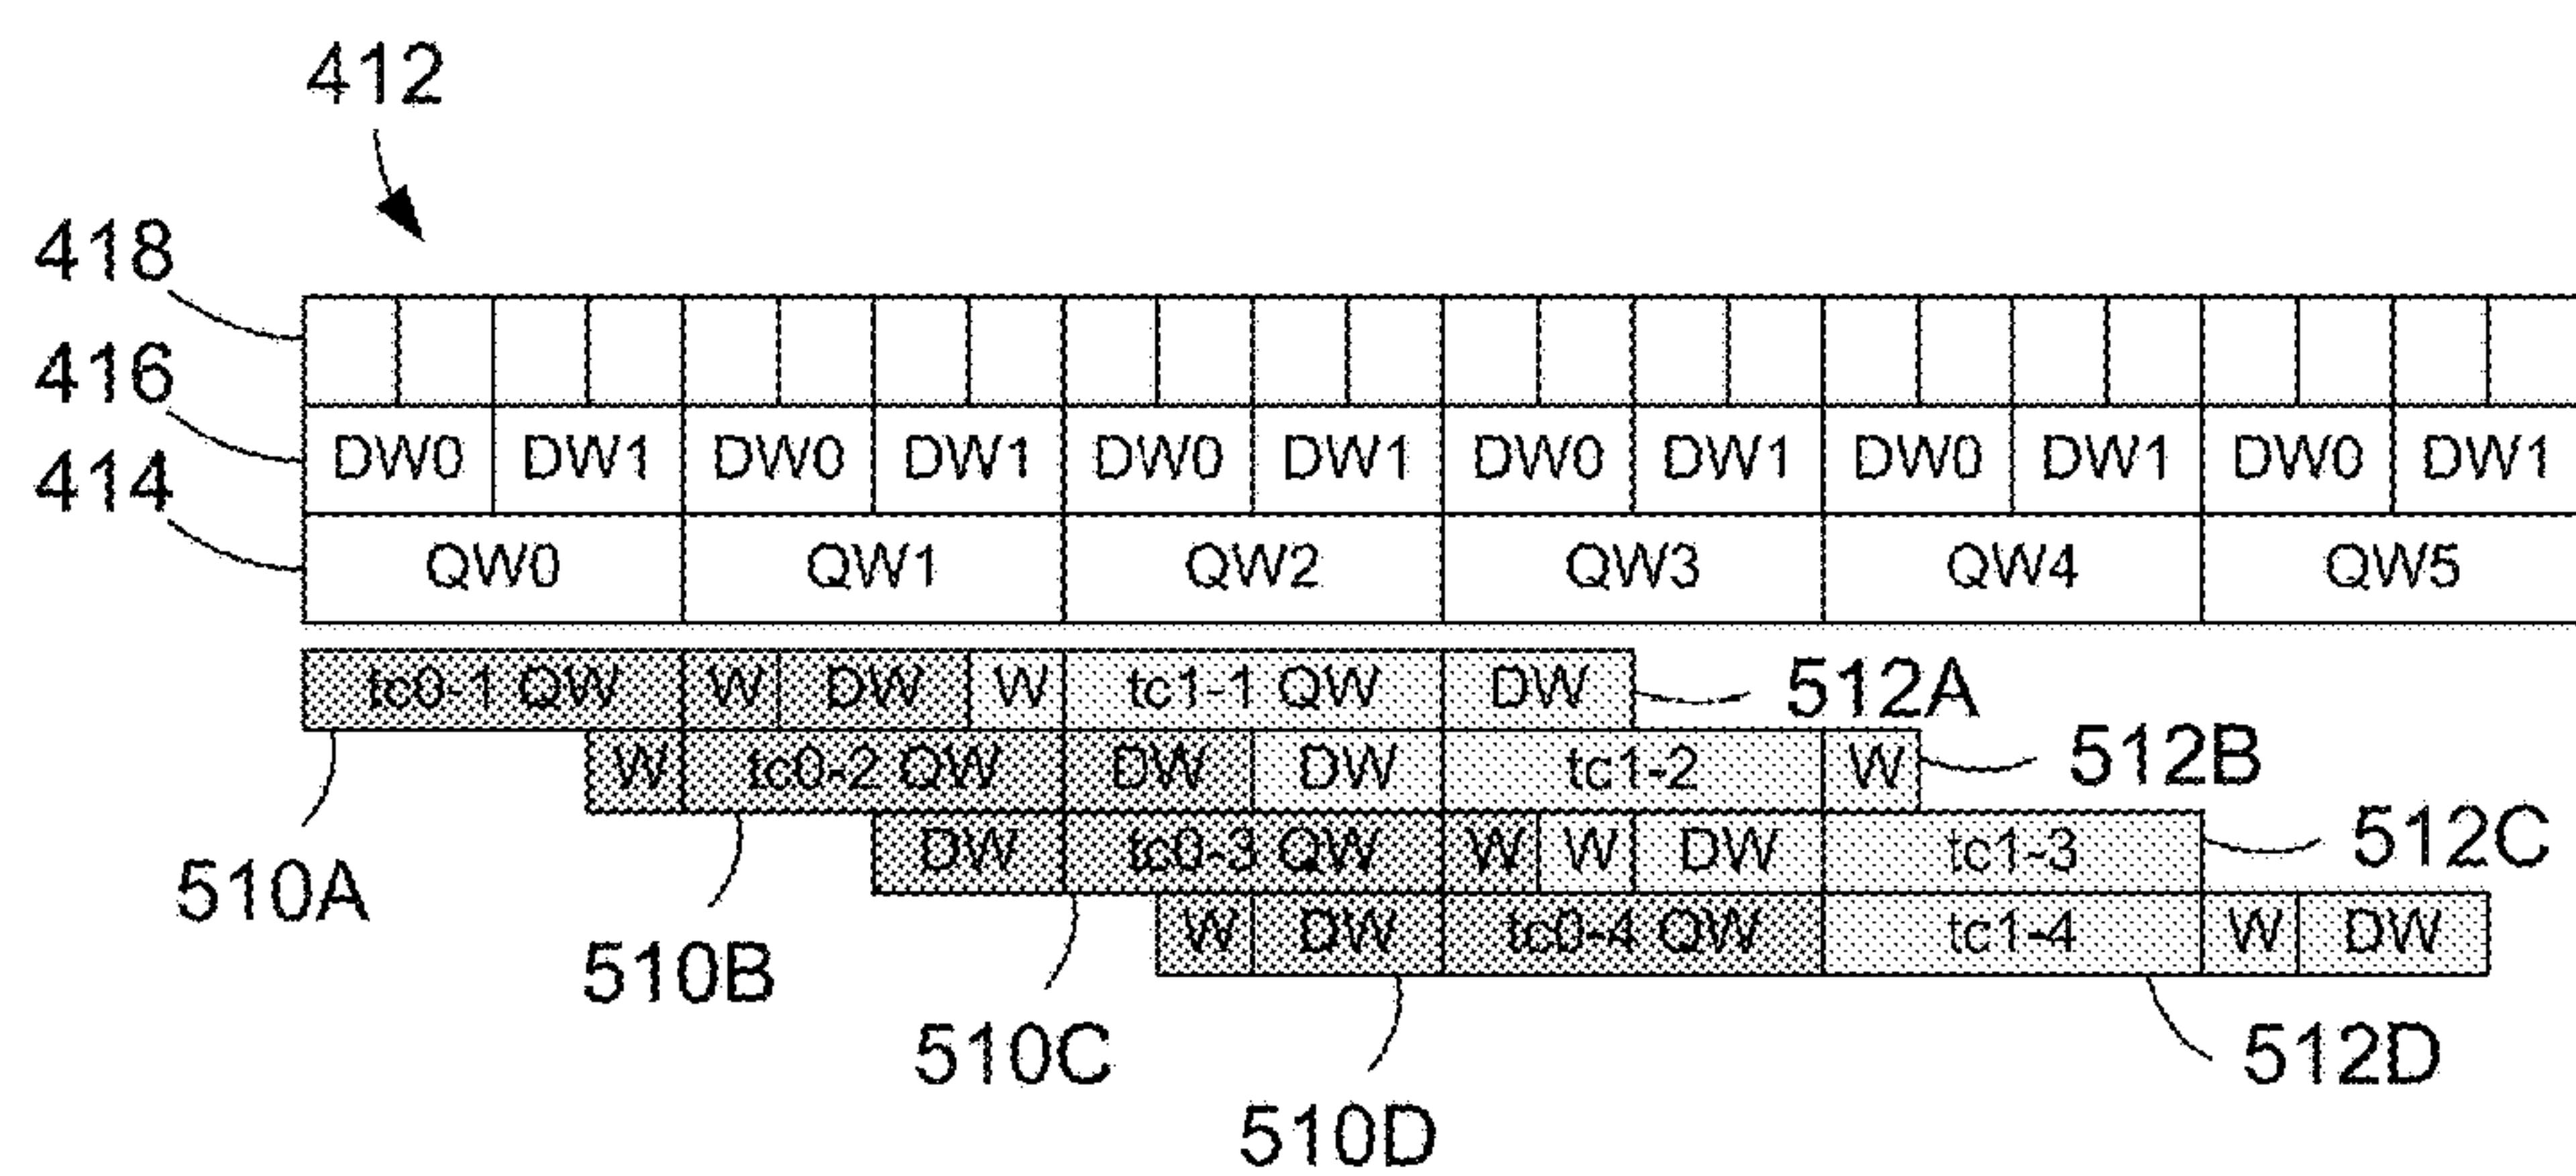 412
418
416
414
DW0 DW1 DW0 DW1 DW0 DW1 DW0 DW1 DW0 DW1 DW0 DW1
QW0 QW1 QW2 QW3 QW4 QW5
tc0-1 QW W DW W tc1-1 QW DW 512A
W tc0-2 QW DW DW tc1-2 W 512B
DW tc0-3 QW W W DW tc1-3 512C
W DW tc0-4 QW tc1-4 W DW
510A
510B
510C
512D
510D